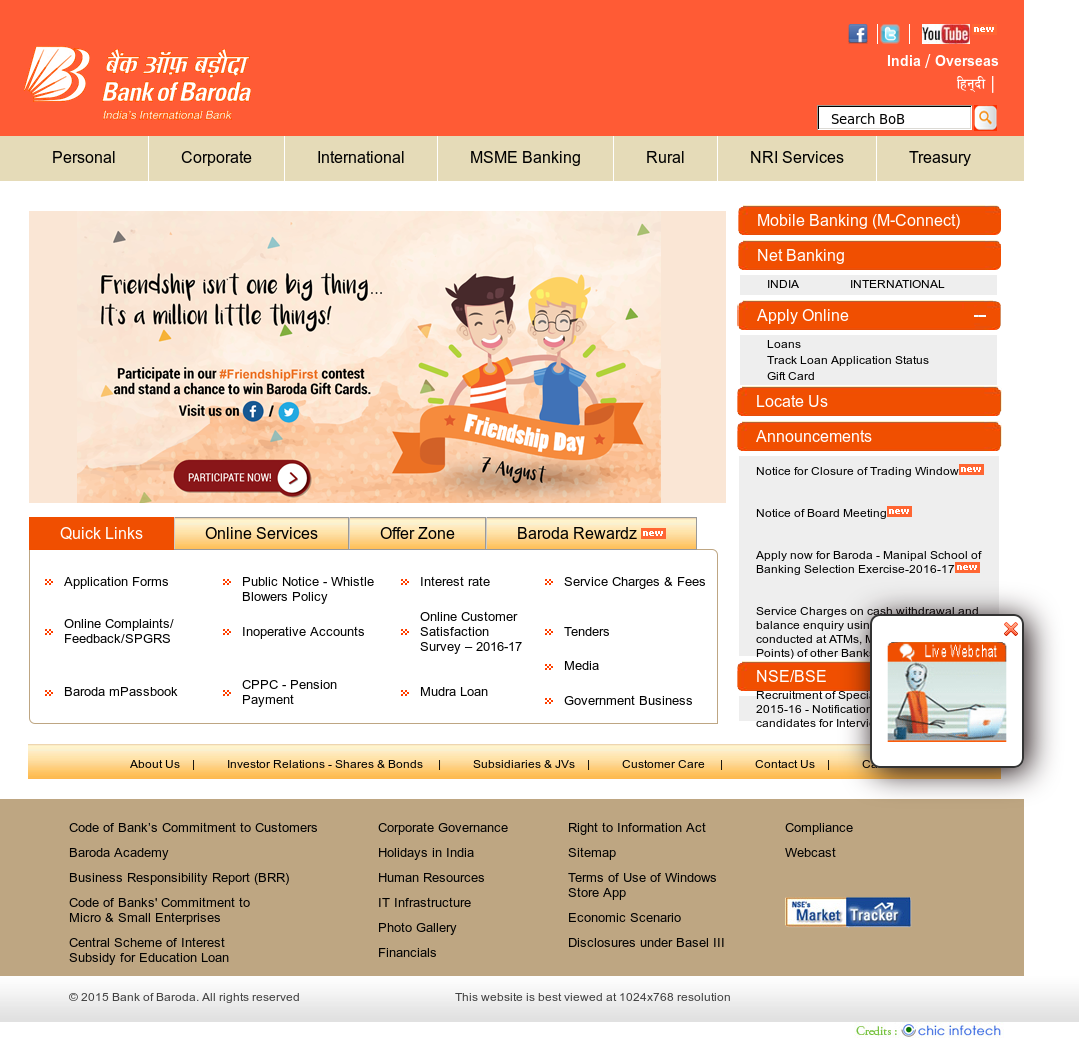 YouTube new
India / Overseas
हिन्दी |
बैंक ऑफ़ बड़ौदा
Bank of Baroda
India's International Bank
Search BoB
Personal Corporate International MSME Banking Rural NRI Services Treasury
Friendship isn't one big thing...
It's a million little things!
Participate in our #FriendshipFirst contest
and stand a chance to win Baroda Gift Cards.
Visit us on f /
PARTICIPATE NOW!
Friendship Day
7 August
Mobile Banking (M-Connect)
Net Banking
INDIA INTERNATIONAL
Apply Online
Loans
Track Loan Application Status
Gift Card
Locate Us
Announcements
Notice for Closure of Trading Window new
Notice of Board Meeting new
Apply now for Baroda - Manipal School of
Banking Selection Exercise-2016-17 new
Service Charges on cash withdrawal and
balance enquiry
conducted at ATMs,
Points) of other
NSE/BSE
Recruitment of
2015-16 - Notification
candidates for
Live Webchat
Quick Links Online Services Offer Zone Baroda Rewardz new
Application Forms
Public Notice - Whistle
Blowers Policy
Interest rate
Service Charges & Fees
Online Complaints/
Feedback/SPGRS
Inoperative Accounts
Online Customer
Satisfaction
Survey – 2016-17
Tenders
Media
Baroda mPassbook
CPPC - Pension
Payment
Mudra Loan
Government Business
About Us | Investor Relations - Shares & Bonds | Subsidiaries & JVs | Customer Care | Contact Us |
Code of Bank's Commitment to Customers
Baroda Academy
Business Responsibility Report (BRR)
Code of Banks' Commitment to
Micro & Small Enterprises
Central Scheme of Interest
Subsidy for Education Loan
Corporate Governance
Holidays in India
Human Resources
IT Infrastructure
Photo Gallery
Financials
Right to Information Act
Sitemap
Terms of Use of Windows
Store App
Economic Scenario
Disclosures under Basel III
Compliance
Webcast
NSE's
Market Tracker
© 2015 Bank of Baroda. All rights reserved
This website is best viewed at 1024x768 resolution
Credits : chic infotech